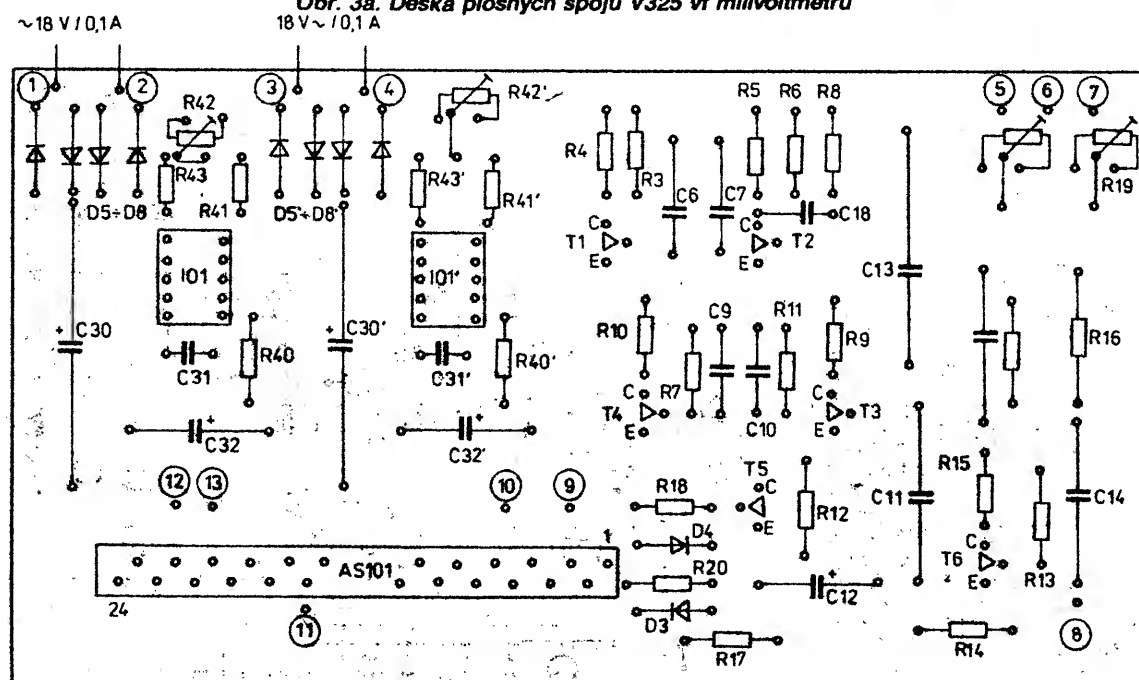 Obr. 3a. Deska plošných spojů V325 vf milivoltmetru
~18 V / 0,1 A 18 V ~ / 0,1 A
1 2 3 4 5 6 7
R42 R42' R5 R6 R8
R4 R3
R43 R41 R43' R41' C6 C7 R19
D5÷D8 D5'÷D8' C18
C
T1 T2
E E
IO1 IO1' C13
C30 C30' R10 C9 R11 R9 R16
R40 R40'
C31 C31' R7
C C
T4 T3
E E
C32 C32' C10
12 13 10 9 T5 C R15
R18 R12 C11 C14
E
1 D4 C
AS101 T6
R20 E R13
24 C12
11 D3 8
R17 R14